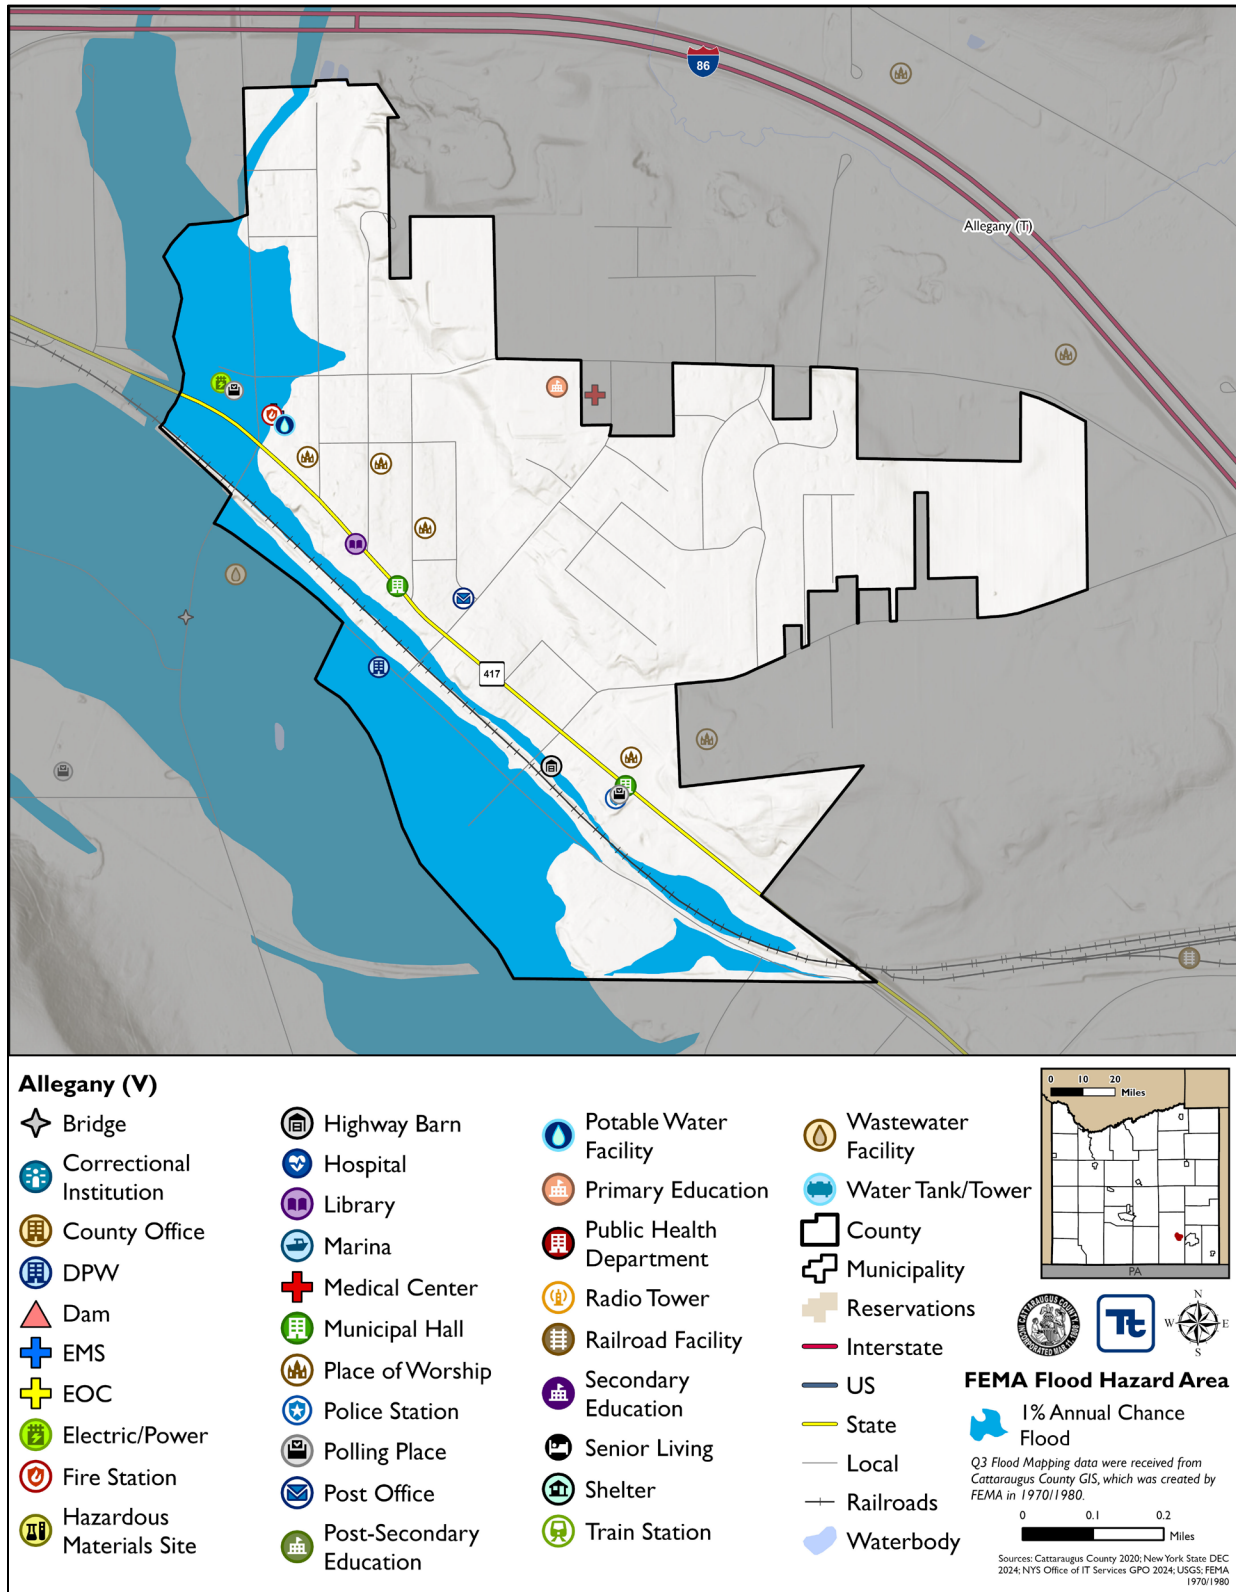 86
Allegany (T)
417
Allegany (V)
Bridge
Correctional
Institution
County Office
DPW
Dam
EMS
EOC
Electric/Power
Fire Station
Hazardous
Materials Site
Highway Barn
Hospital
Library
Marina
Medical Center
Municipal Hall
Place of Worship
Police Station
Polling Place
Post Office
Post-Secondary
Education
Potable Water
Facility
Primary Education
Public Health
Department
Radio Tower
Railroad Facility
Secondary
Education
Senior Living
Shelter
Train Station
Wastewater
Facility
Water Tank/Tower
County
Municipality
Reservations
Interstate
US
State
Local
Railroads
Waterbody
0 10 20
Miles
PA
Tt
N
W E
S
FEMA Flood Hazard Area
1% Annual Chance
Flood
Q3 Flood Mapping data were received from
Cattaraugus County GIS, which was created by
FEMA in 1970/1980.
0 0.1 0.2
Miles
Sources: Cattaraugus County 2020; New York State DEC
2024; NYS Office of IT Services GPO 2024; USGS; FEMA
1970/1980